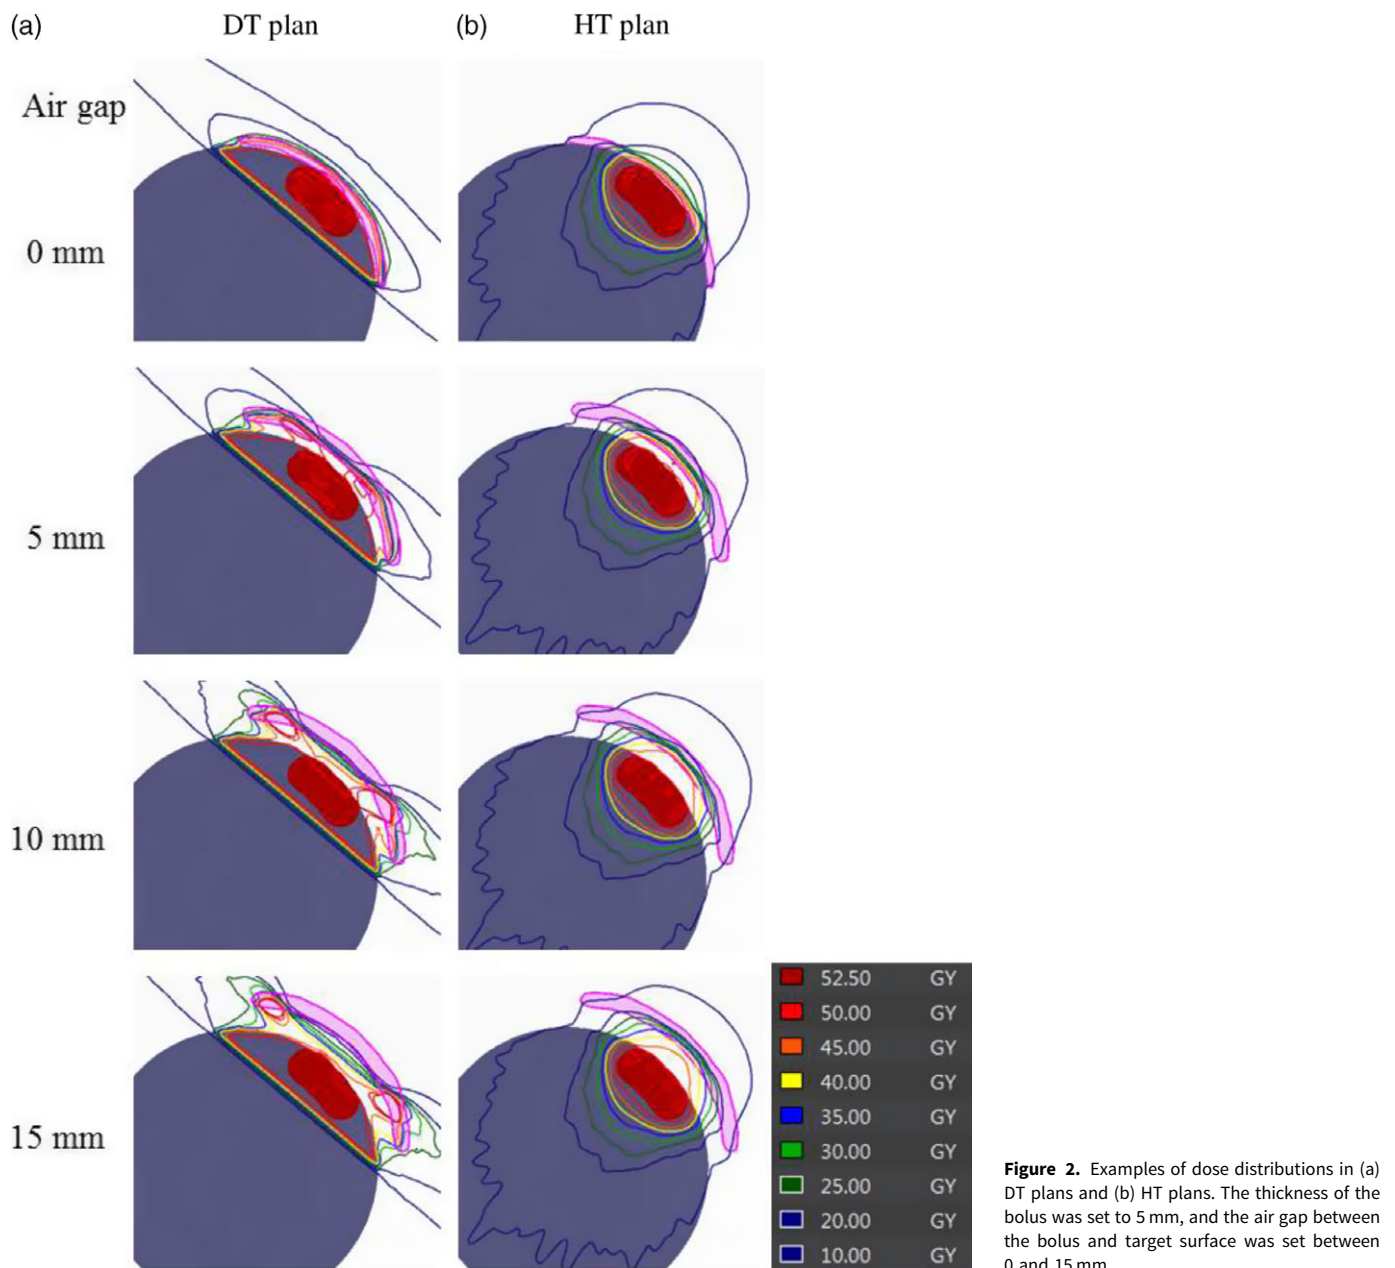 (a) DT plan (b) HT plan
Air gap
0 mm
5 mm
10 mm
15 mm
52.50 GY
50.00 GY
45.00 GY
40.00 GY
35.00 GY
30.00 GY
25.00 GY
20.00 GY
10.00 GY
Figure 2. Examples of dose distributions in (a)
DT plans and (b) HT plans. The thickness of the
bolus was set to 5 mm, and the air gap between
the bolus and target surface was set between
0 and 15 mm